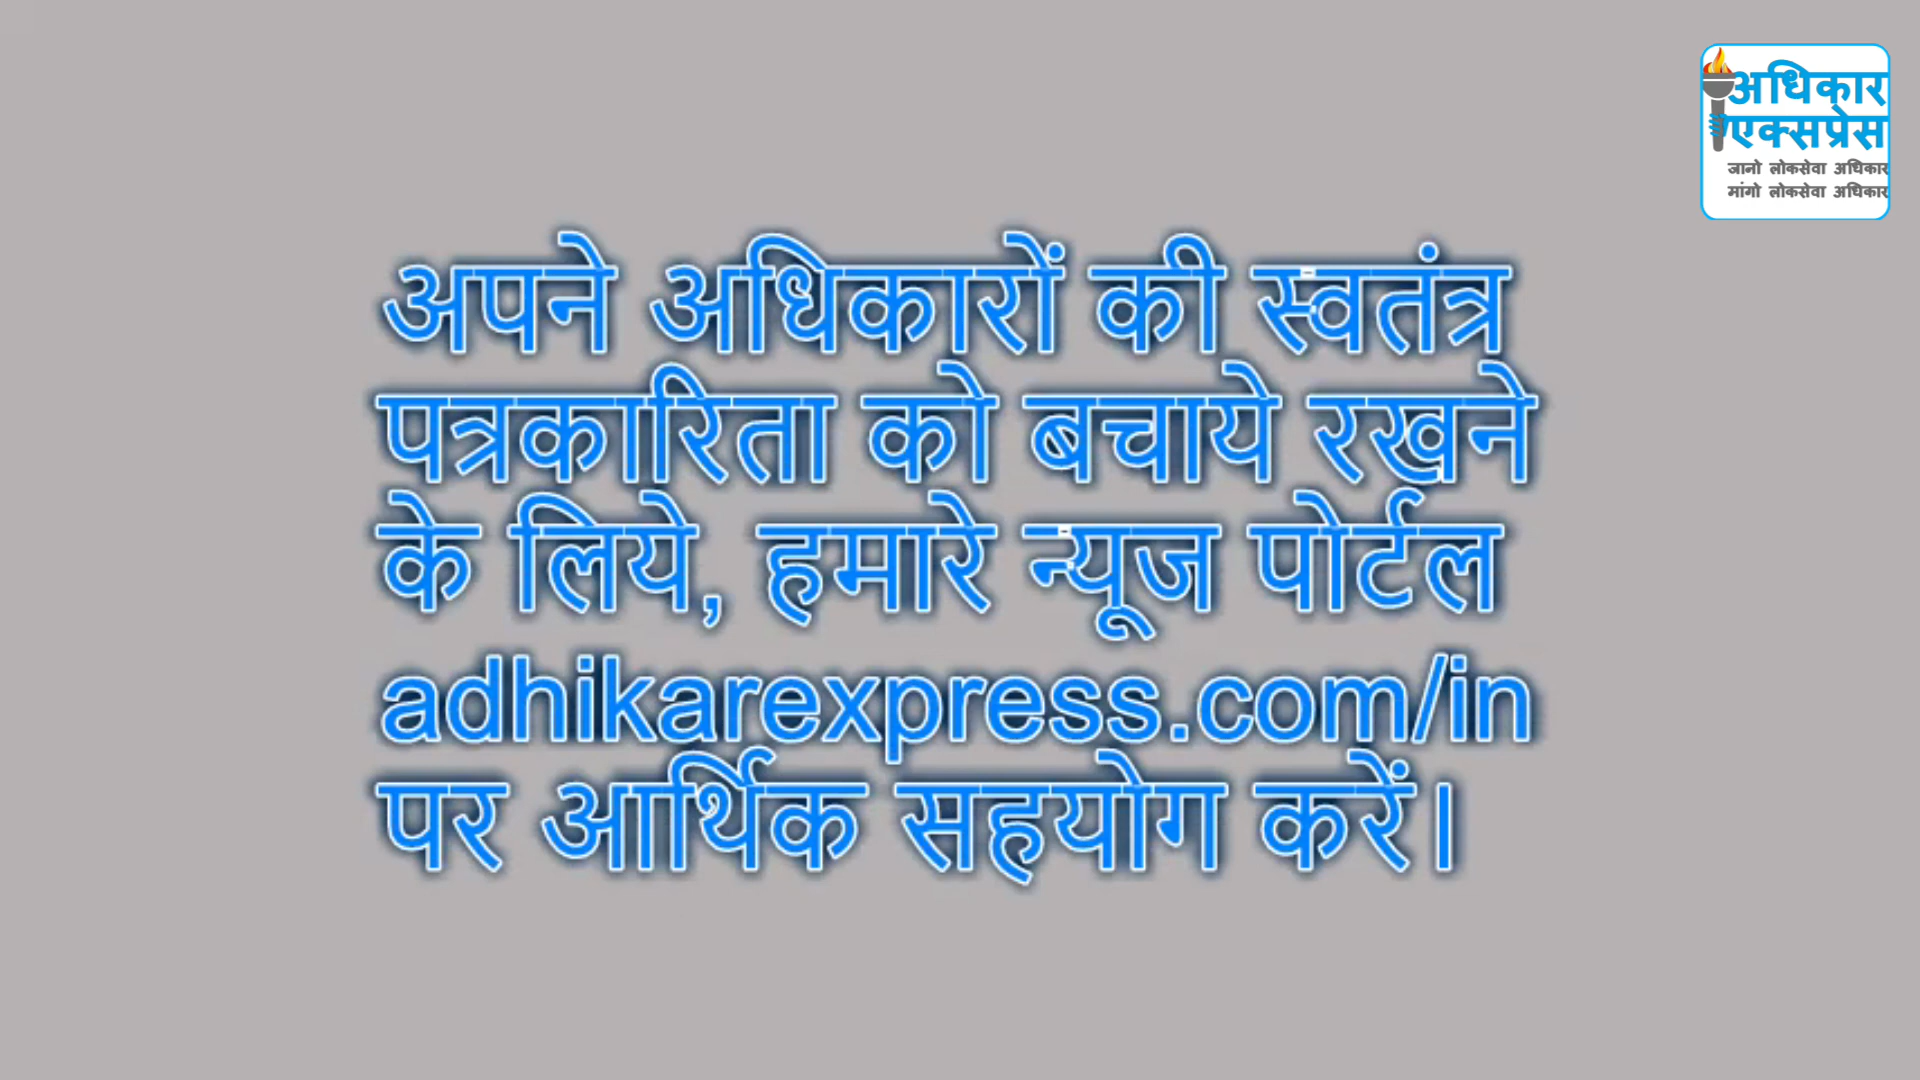 अधिकार
एक्सप्रेस
जानो लोकसेवा अधिकार
मांगो लोकसेवा अधिकार
अपने अधिकारों की स्वतंत्र
पत्रकारिता को बचाये रखने
के लिये, हमारे न्यूज पोर्टल
adhikarexpress.com/in
पर आर्थिक सहयोग करें।